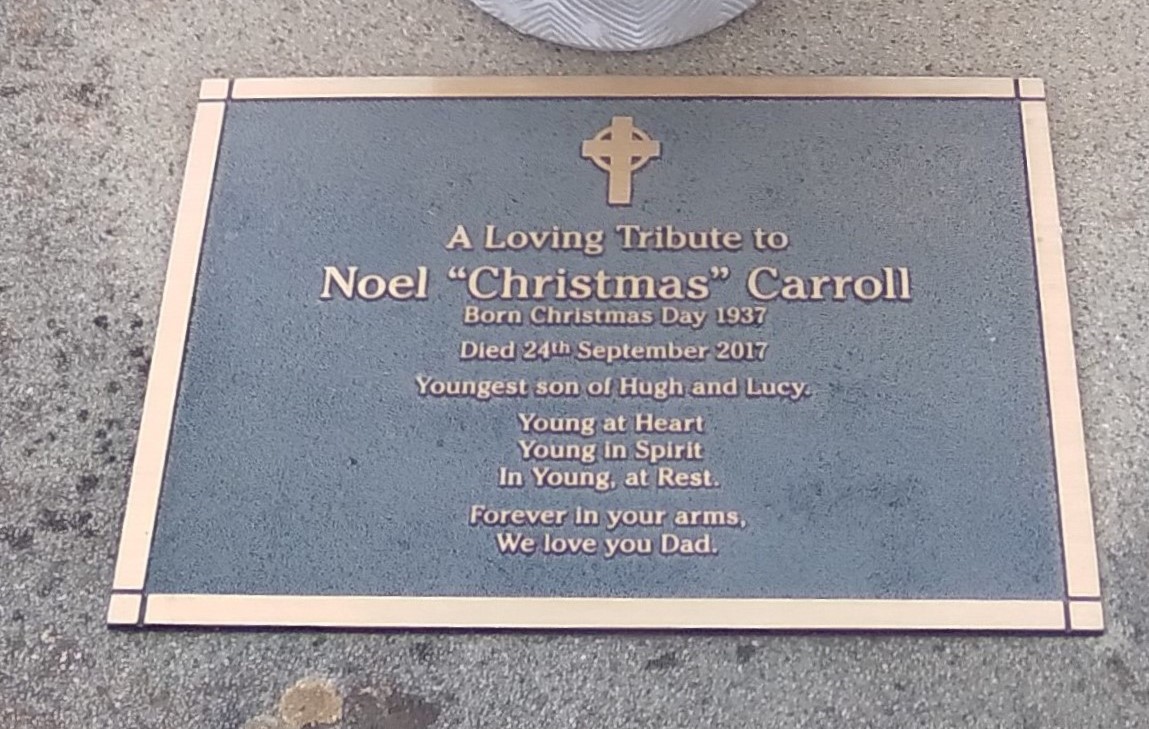 A Loving Tribute to
Noel “Christmas” Carroll
Born Christmas Day 1937
Died 24th September 2017
Youngest son of Hugh and Lucy.
Young at Heart
Young in Spirit
In Young, at Rest.
Forever in your arms,
We love you Dad.